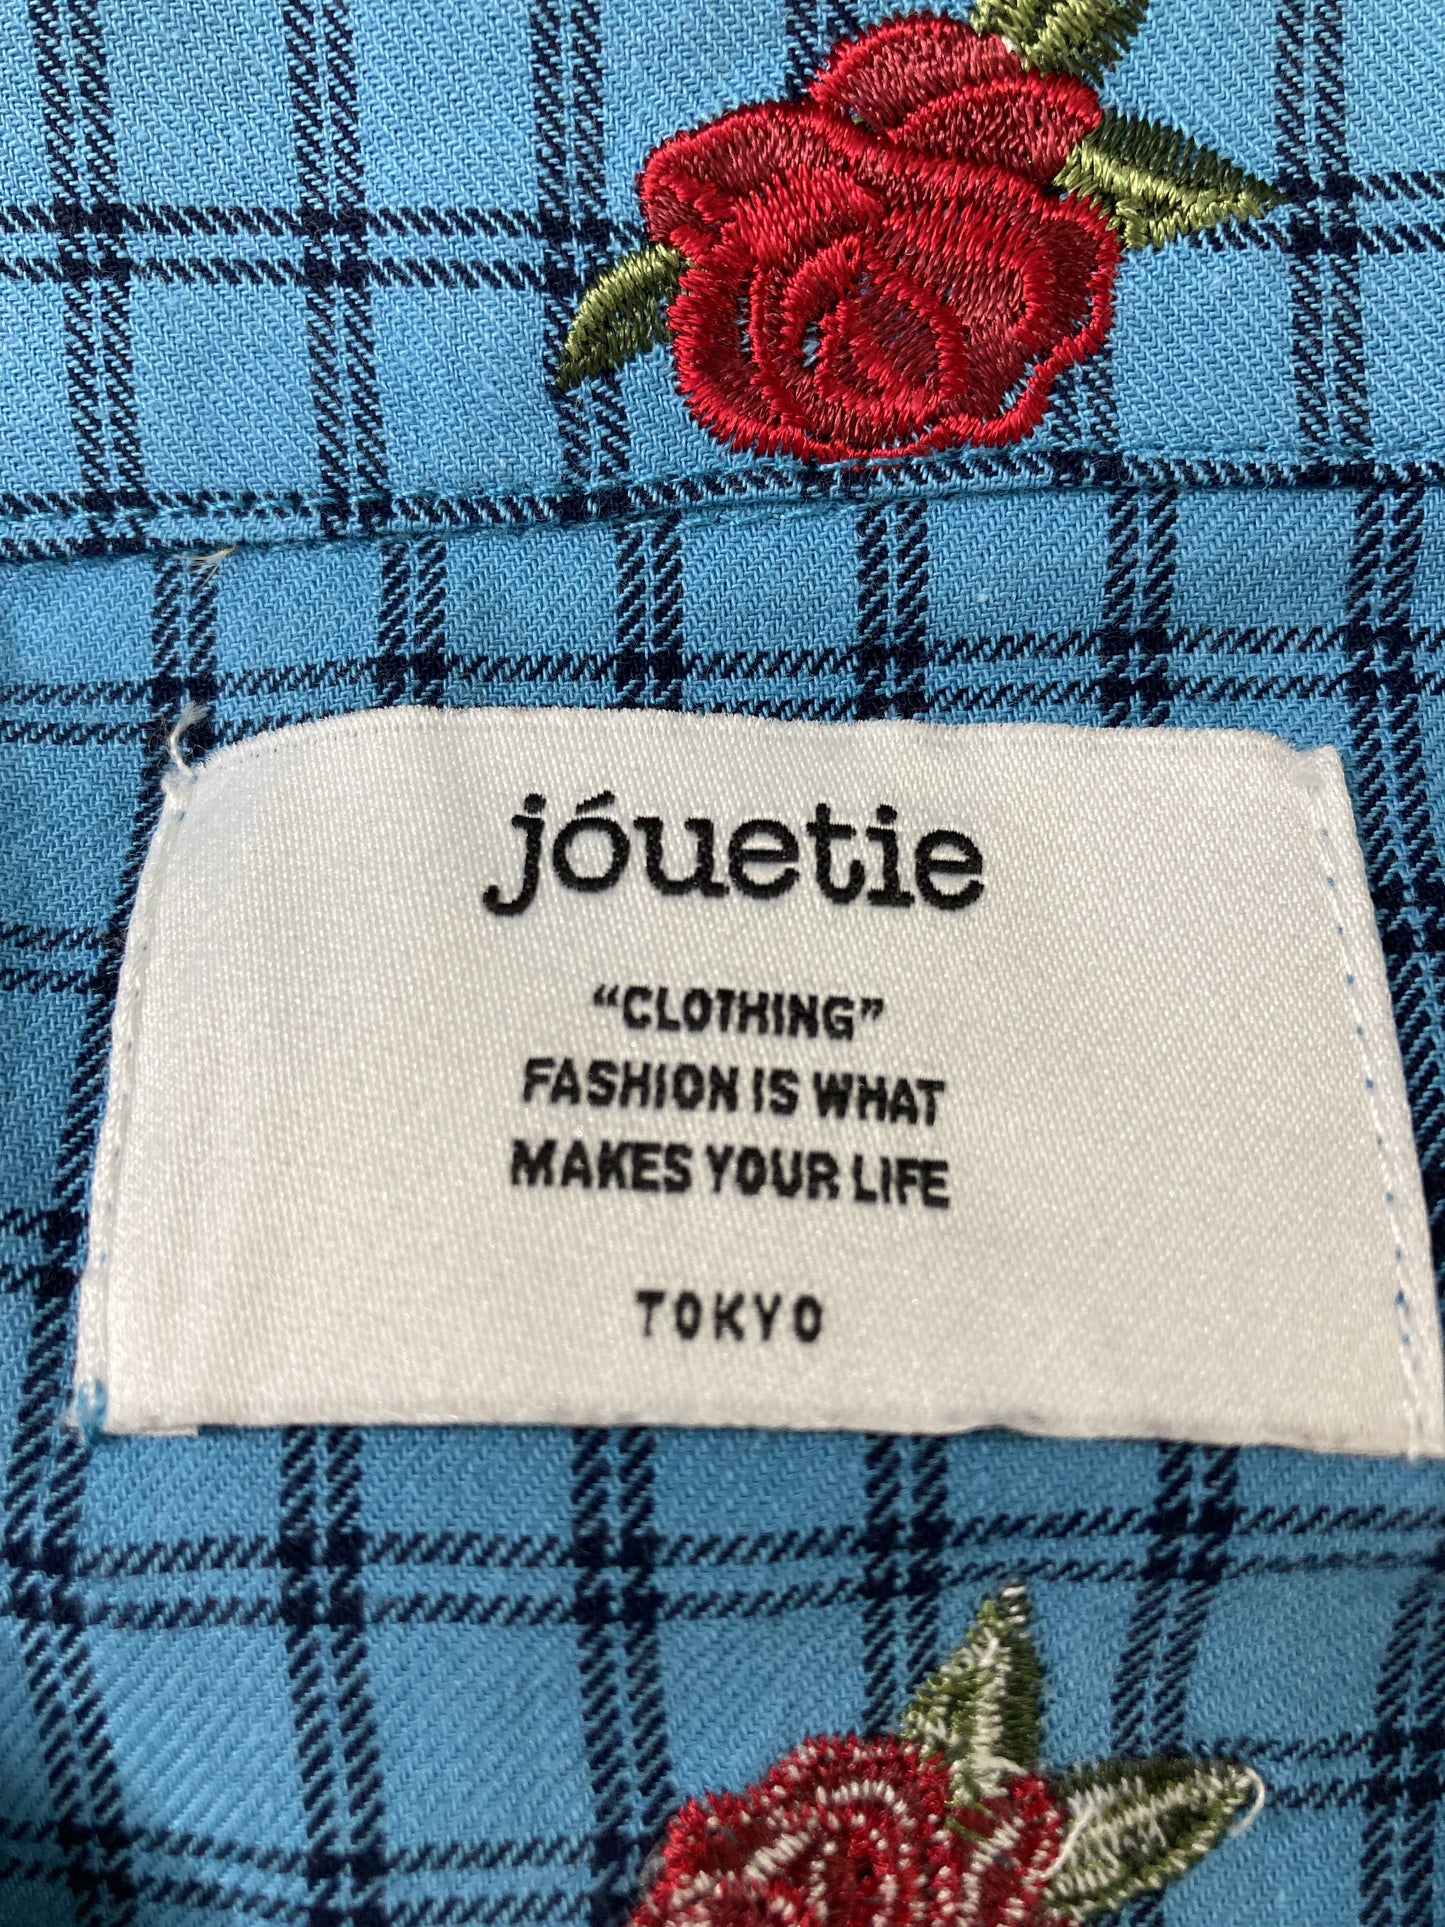 jóuetie
“CLOTHING”
FASHION IS WHAT
MAKES YOUR LIFE
TOKYO